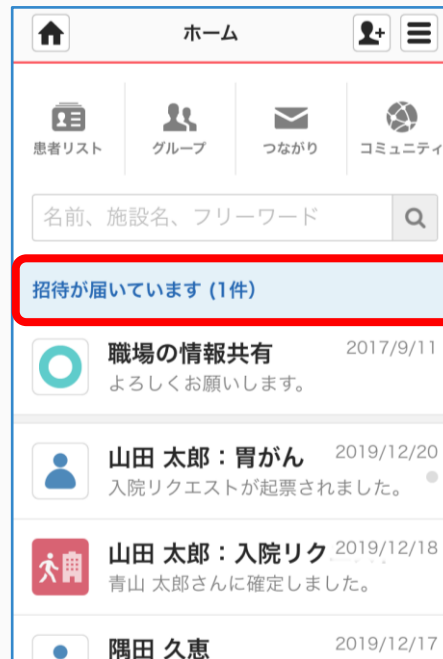 ホーム
患者リスト グループ つながり コミュニティ
名前、施設名、フリーワード
招待が届いています (1件)
職場の情報共有 2017/9/11
よろしくお願いします。
山田 太郎：胃がん 2019/12/20
入院リクエストが起票されました。
山田 太郎：入院リク 2019/12/18
青山 太郎さんに確定しました。
隅田 久恵 2019/12/17